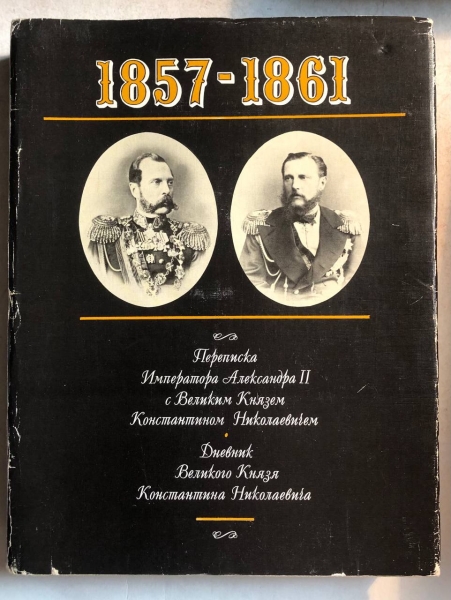 1857-1861
Переписка
Императора Александра II
с Великим Князем
Константином Николаевичем
Дневник
Великого Князя
Константина Николаевича